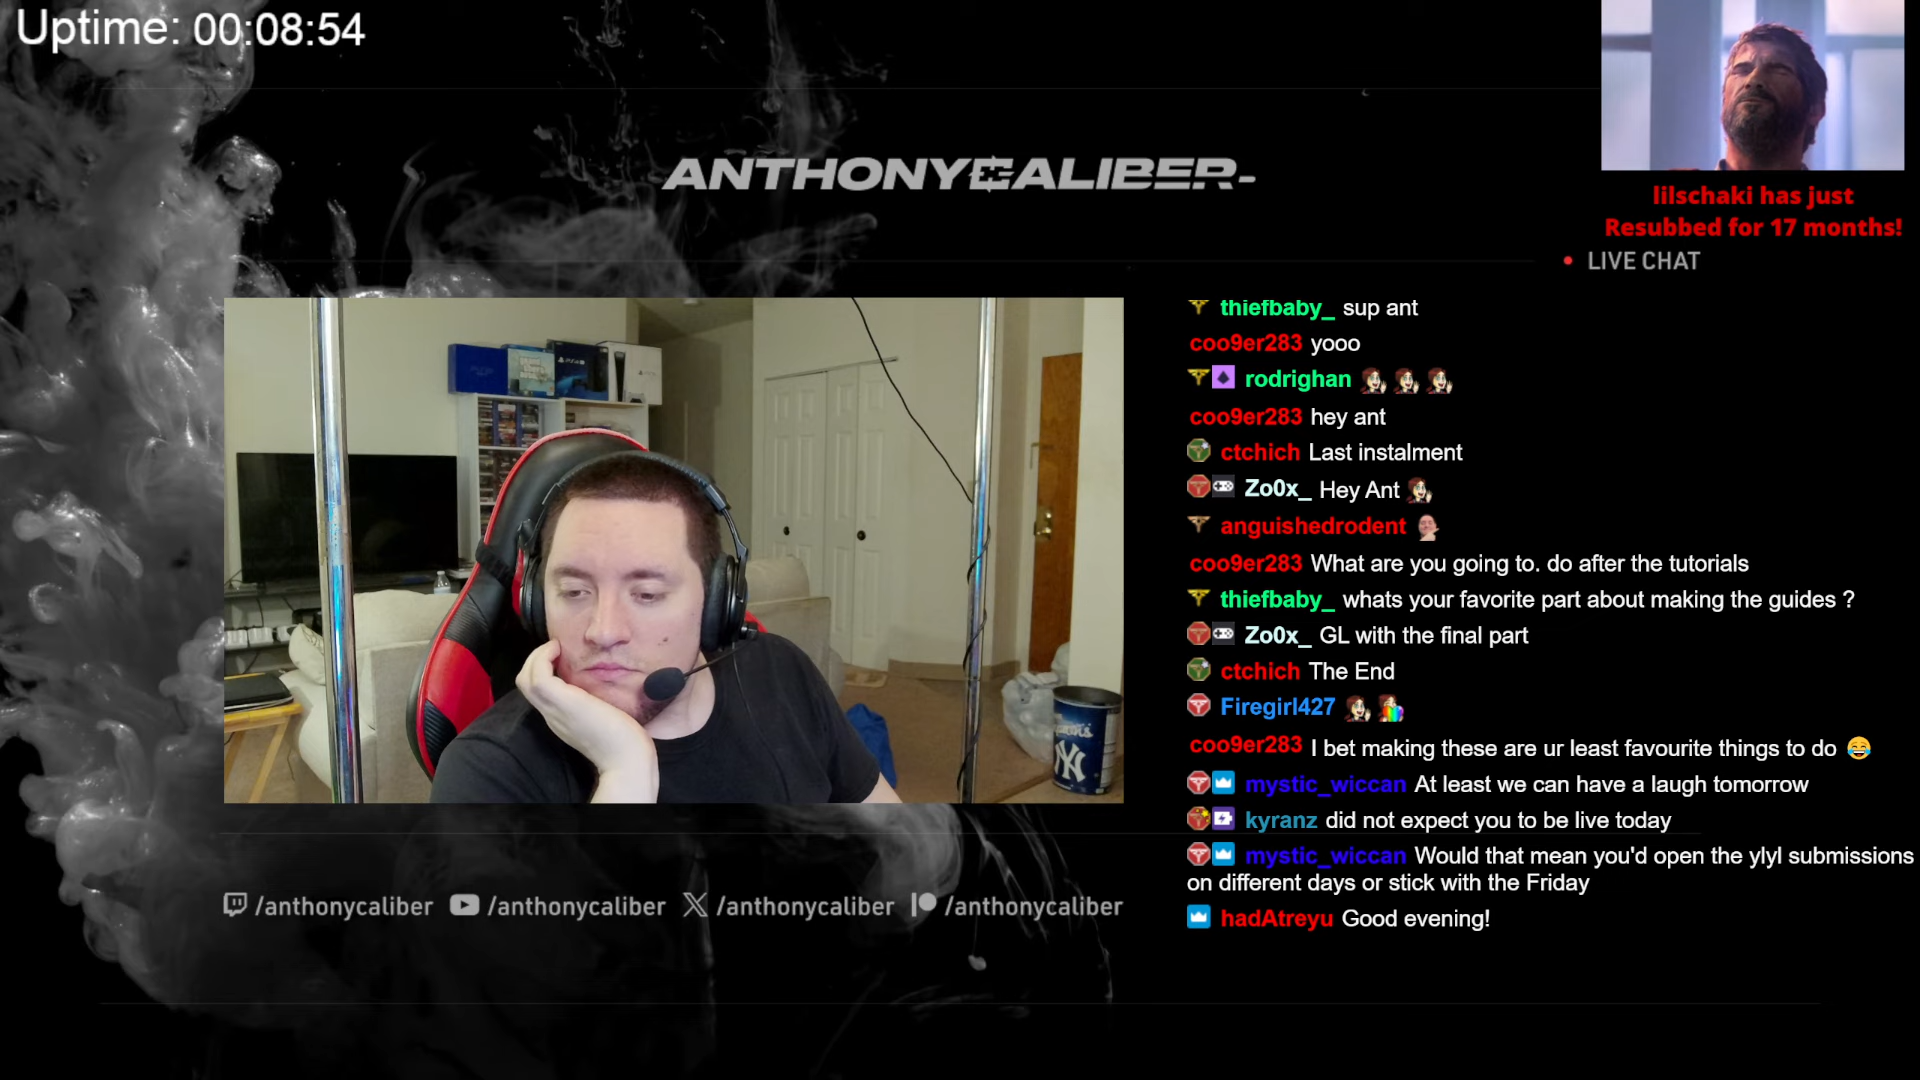 Uptime: 00:08:54
ANTHONYCALIBER-
lilschaki has just
Resubbed for 17 months!
LIVE CHAT
thiefbaby_ sup ant
coo9er283 yooo
rodrighan
coo9er283 hey ant
ctchich Last instalment
Zo0x_ Hey Ant
anguishedrodent
coo9er283 What are you going to. do after the tutorials
thiefbaby_ whats your favorite part about making the guides ?
Zo0x_ GL with the final part
ctchich The End
Firegirl427
coo9er283 I bet making these are ur least favourite things to do 😂
mystic_wiccan At least we can have a laugh tomorrow
kyranz did not expect you to be live today
mystic_wiccan Would that mean you'd open the ylyl submissions
on different days or stick with the Friday
hadAtreyu Good evening!
/anthonycaliber /anthonycaliber /anthonycaliber /anthonycaliber